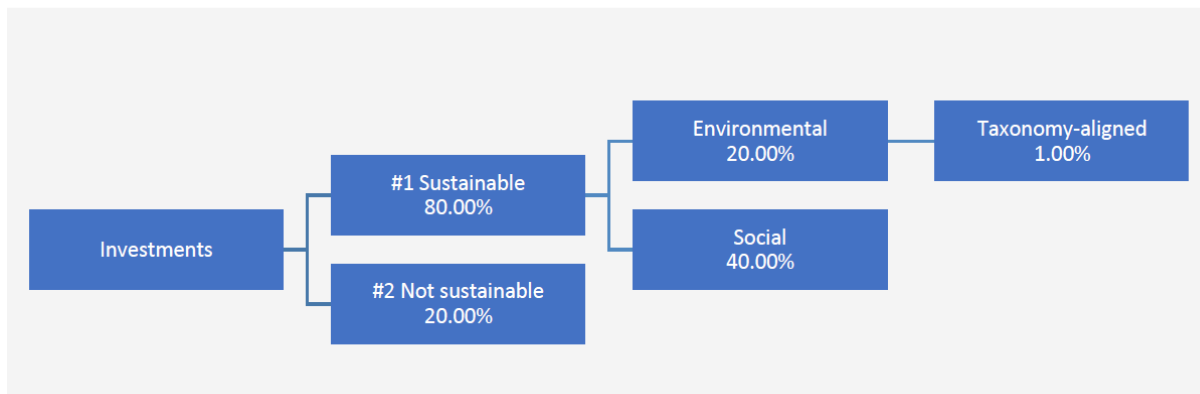 Investments
#1 Sustainable
80.00%
#2 Not sustainable
20.00%
Environmental
20.00%
Social
40.00%
Taxonomy-aligned
1.00%